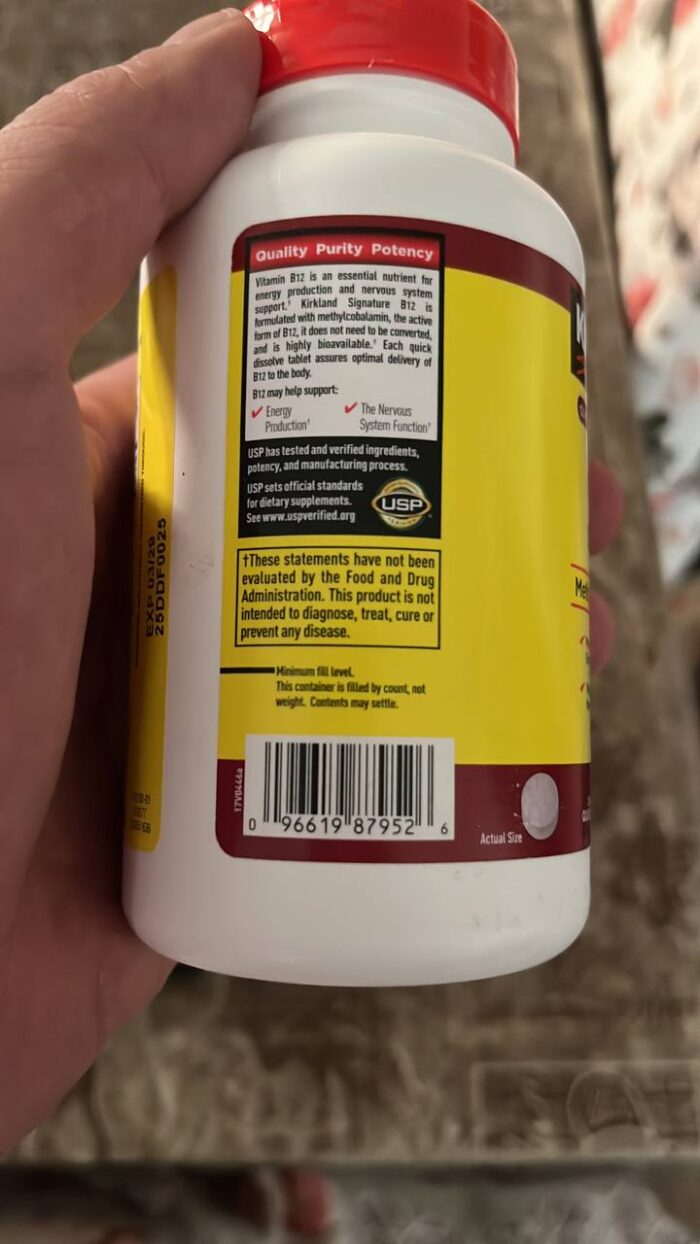 Quality Purity Potency
Vitamin B12 is an essential nutrient for
energy production and nervous system
support.† Kirkland Signature B12 is
formulated with methylcobalamin, the active
form of B12, it does not need to be converted,
and is highly bioavailable.† Each quick
dissolve tablet assures optimal delivery of
B12 to the body.
B12 may help support:
✓ Energy
Production†
✓ The Nervous
System Function†
USP has tested and verified ingredients,
potency, and manufacturing process.
USP sets official standards
for dietary supplements.
See www.uspverified.org
USP
†These statements have not been
evaluated by the Food and Drug
Administration. This product is not
intended to diagnose, treat, cure or
prevent any disease.
Minimum fill level.
This container is filled by count, not
weight. Contents may settle.
17V0446a
0 96619 87952 6
Actual Size
EXP 03/28
25DDF0025
Met